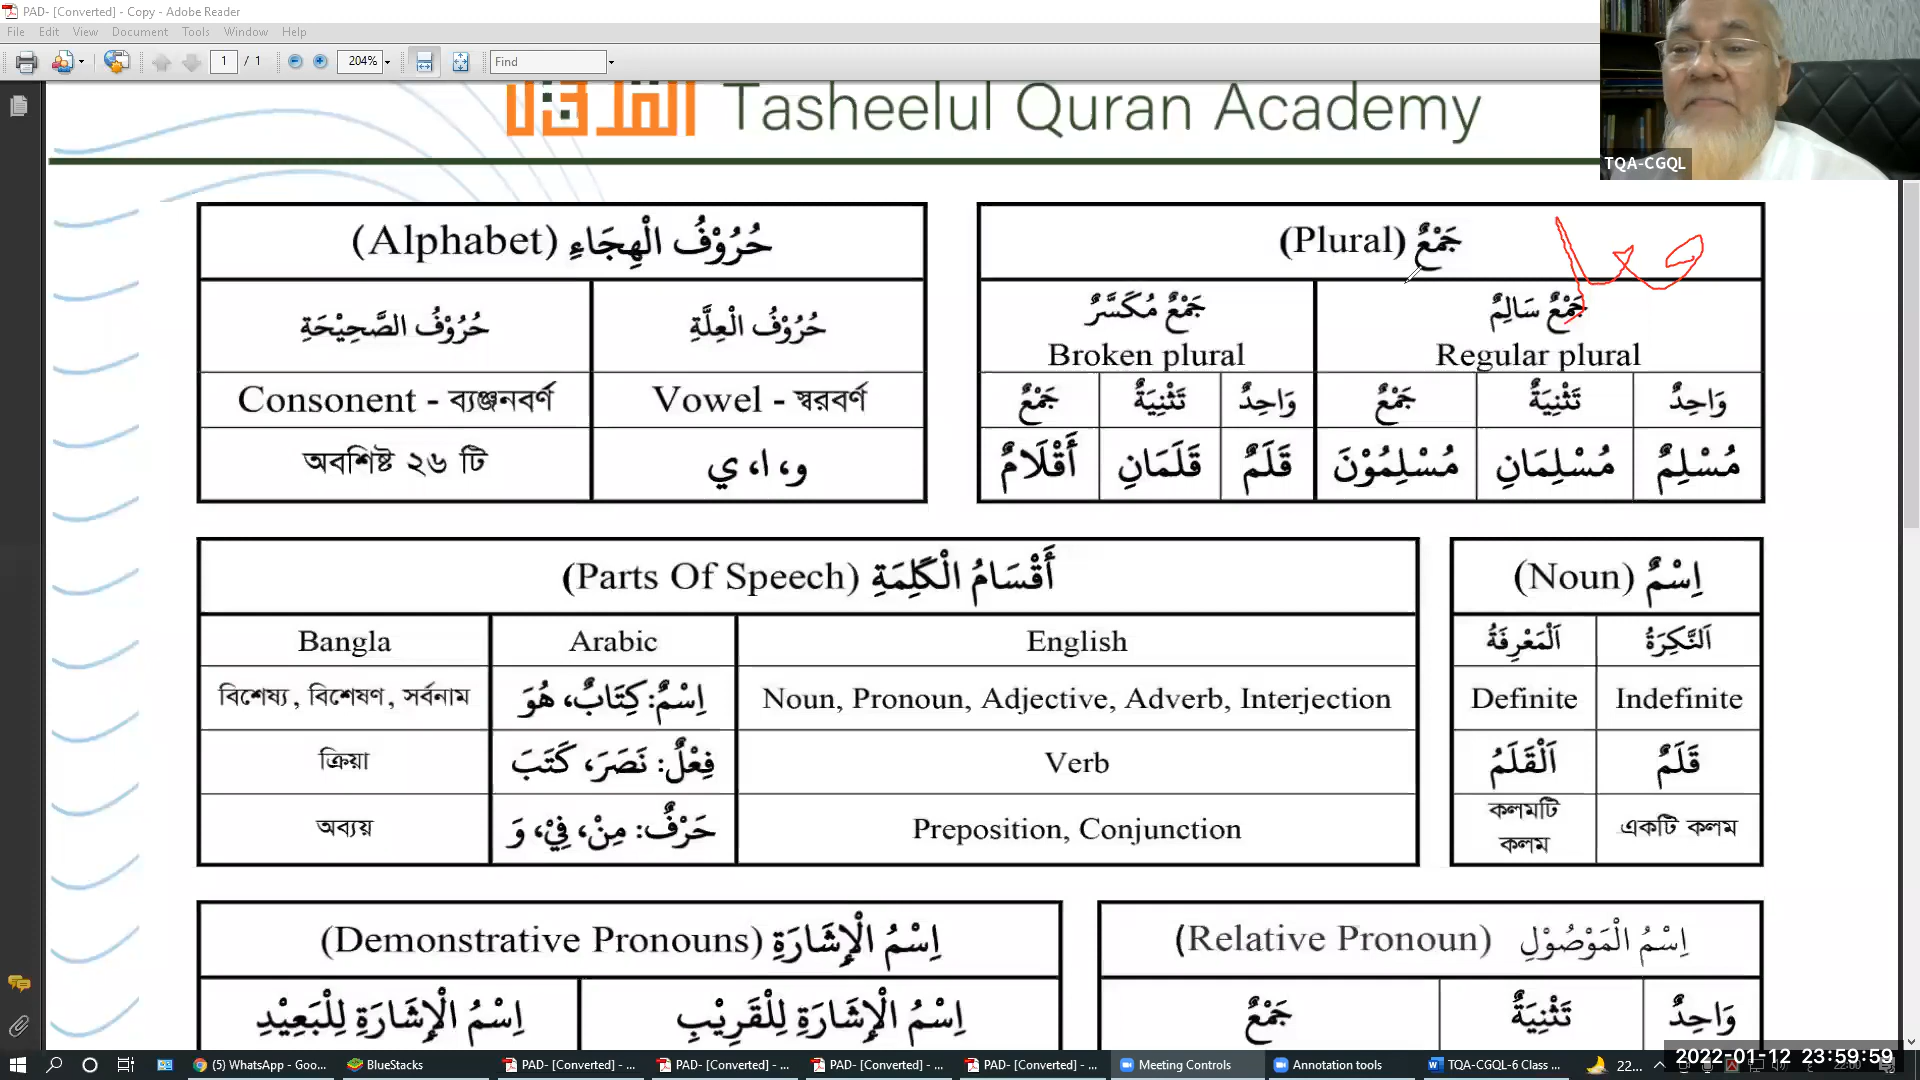 PAD- [Converted] - Copy - Adobe Reader
File Edit View Document Tools Window Help
1 / 1 204% Find
Tasheelul Quran Academy
TQA-CGQL
حُرُوْفُ الْهِجَاءِ (Alphabet)
حُرُوْفُ الصَّحِيْحَةِ حُرُوْفُ الْعِلَّةِ
Consonent - ব্যঞ্জনবর্ণ Vowel - স্বরবর্ণ
অবশিষ্ট ২৬ টি و، ا، ي
جَمْعٌ (Plural)
جَمْعٌ مُكَسَّرٌ جَمْعٌ سَالِمٌ
Broken plural Regular plural
جَمْعٌ تَثْنِيَةٌ وَاحِدٌ جَمْعٌ تَثْنِيَةٌ وَاحِدٌ
أَقْلَامٌ قَلَمَانِ قَلَمٌ مُسْلِمُوْنَ مُسْلِمَانِ مُسْلِمٌ
أَقْسَامُ الْكَلِمَةِ (Parts Of Speech)
Bangla Arabic English
বিশেষ্য, বিশেষণ, সর্বনাম اِسْمٌ: كِتَابٌ، هُوَ Noun, Pronoun, Adjective, Adverb, Interjection
ক্রিয়া فِعْلٌ: نَصَرَ، كَتَبَ Verb
অব্যয় حَرْفٌ: مِنْ، فِيْ، وَ Preposition, Conjunction
اِسْمٌ (Noun)
اَلْمَعْرِفَةُ اَلنَّكِرَةُ
Definite Indefinite
اَلْقَلَمُ قَلَمٌ
কলমটি
কলম একটি কলম
اِسْمُ الْإِشَارَةِ (Demonstrative Pronouns)
اِسْمُ الْإِشَارَةِ لِلْبَعِيْدِ اِسْمُ الْإِشَارَةِ لِلْقَرِيْبِ
اِسْمُ الْمَوْصُوْلِ (Relative Pronoun)
جَمْعٌ تَثْنِيَةٌ وَاحِدٌ
(5) WhatsApp - Goo... BlueStacks PAD- [Converted] - ... PAD- [Converted] - ... PAD- [Converted] - ... PAD- [Converted] - ... Meeting Controls Annotation tools TQA-CGQL-6 Class ... 22...
2022-01-12 23:59:59